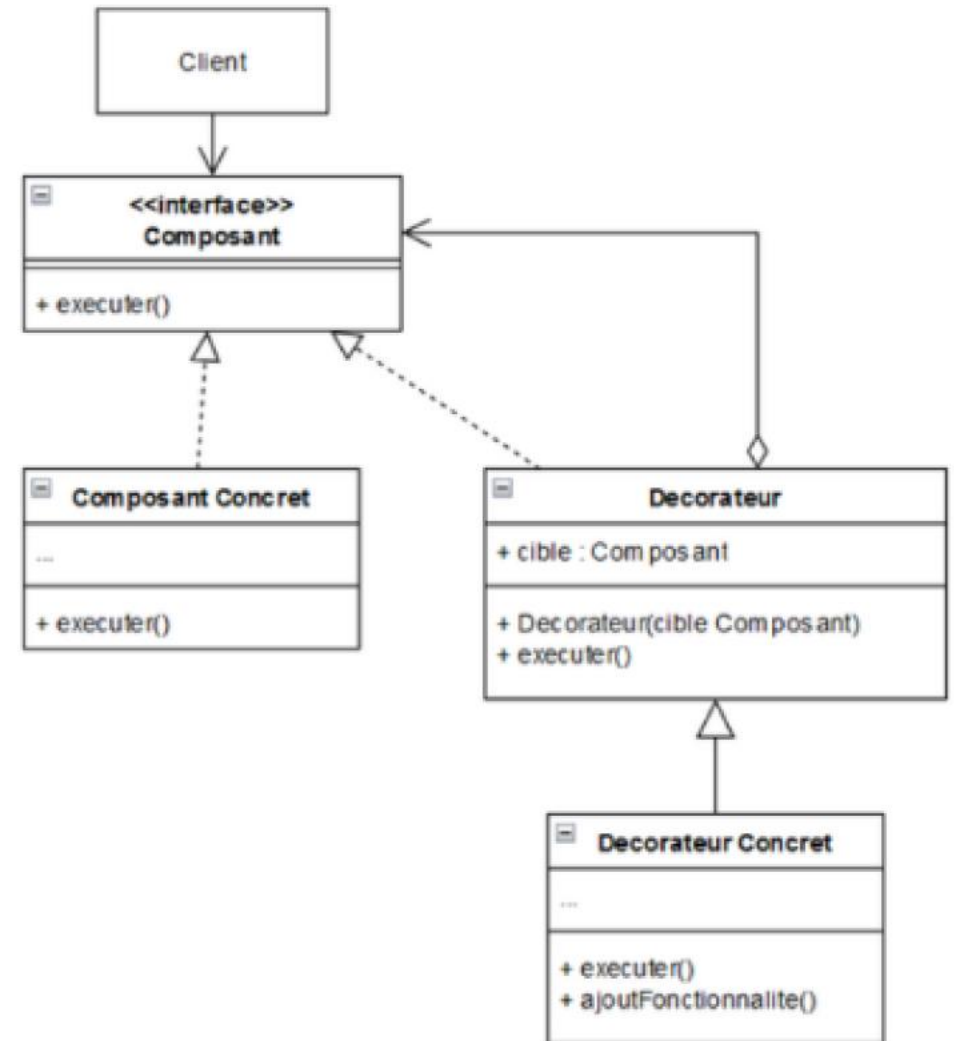 Client
<<interface>>
Composant
+ executer()
Composant Concret
...
+ executer()
Decorateur
+ cible : Composant
+ Decorateur(cible Composant)
+ executer()
Decorateur Concret
...
+ executer()
+ ajoutFonctionnalite()